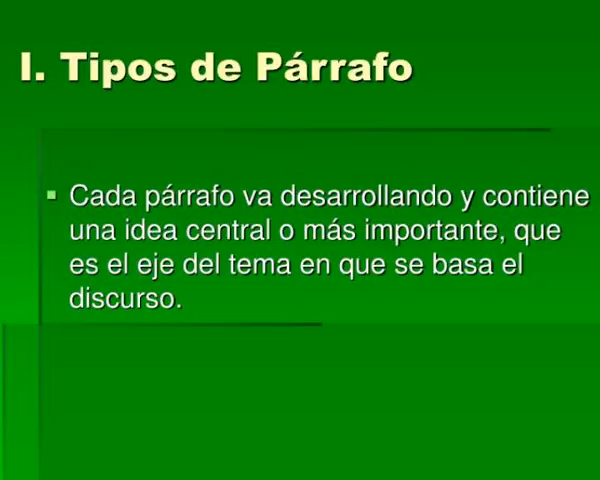 I. Tipos de Párrafo
Cada párrafo va desarrollando y contiene
una idea central o más importante, que
es el eje del tema en que se basa el
discurso.